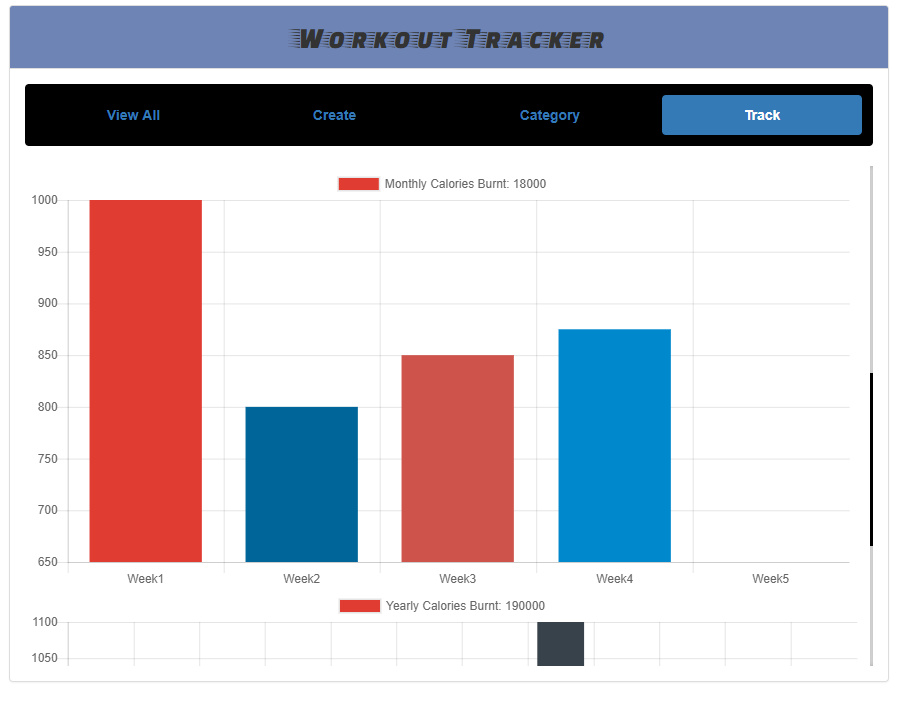 Workout Tracker
View All Create Category Track
Monthly Calories Burnt: 18000
1000
950
900
850
800
750
700
650
Week1 Week2 Week3 Week4 Week5
Yearly Calories Burnt: 190000
1100
1050